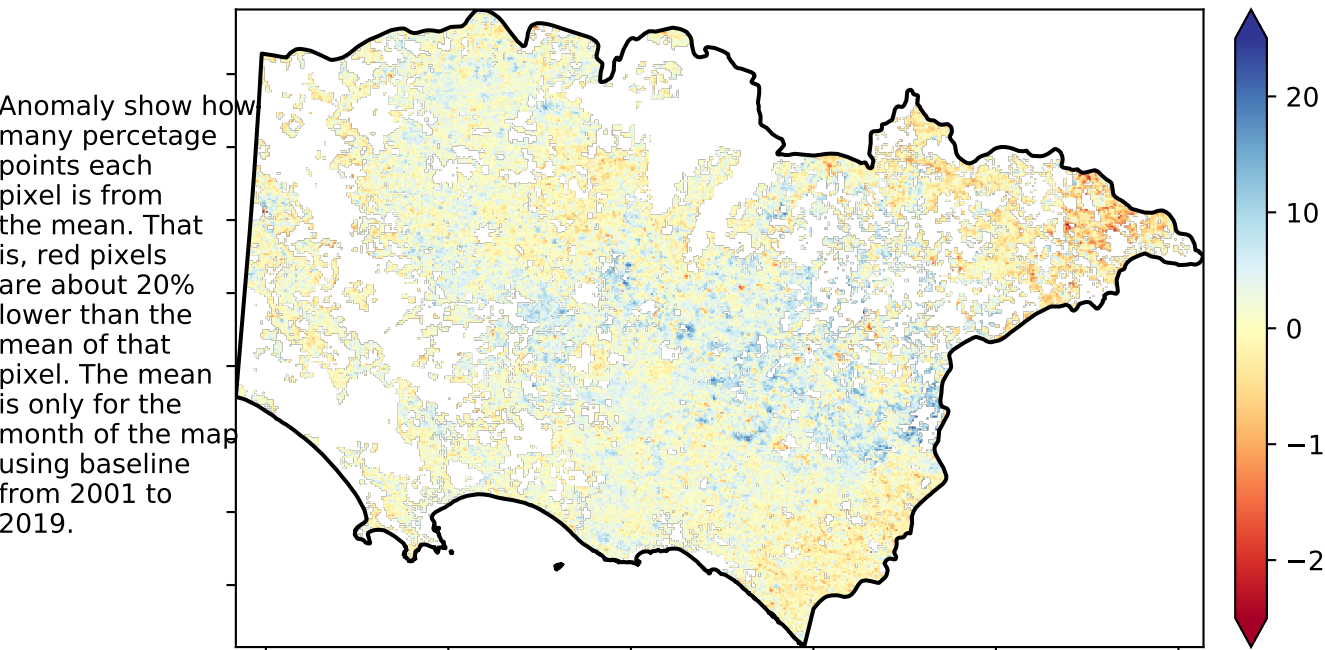 Anomaly show how
many percetage
points each
pixel is from
the mean. That
is, red pixels
are about 20%
lower than the
mean of that
pixel. The mean
is only for the
month of the map
using baseline
from 2001 to
2019.
20
10
0
−1
−2